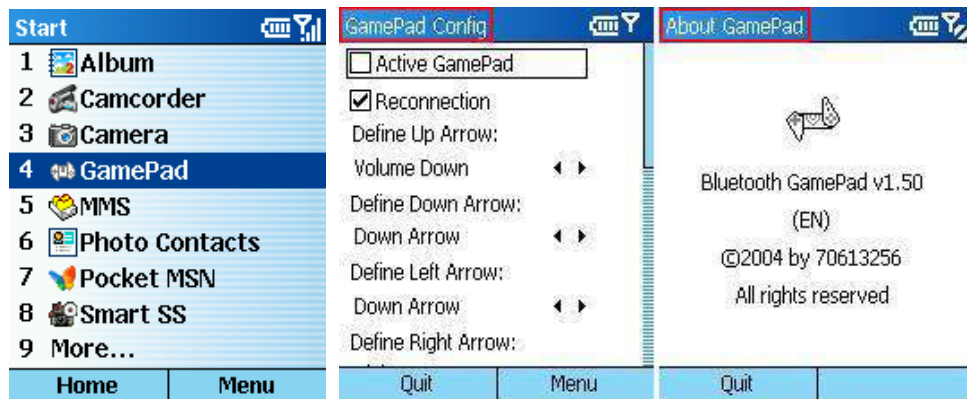 Start
1 Album
2 Camcorder
3 Camera
4 GamePad
5 MMS
6 Photo Contacts
7 Pocket MSN
8 Smart SS
9 More...
Home Menu
GamePad Config
Active GamePad
Reconnection
Define Up Arrow:
Volume Down
Define Down Arrow:
Down Arrow
Define Left Arrow:
Down Arrow
Define Right Arrow:
Quit Menu
About GamePad
Bluetooth GamePad v1.50
(EN)
©2004 by 70613256
All rights reserved
Quit